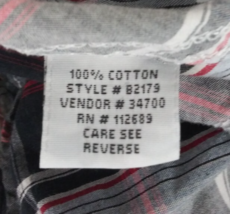 100% COTTON
STYLE # B2179
VENDOR # 34700
RN # 112689
CARE SEE
REVERSE